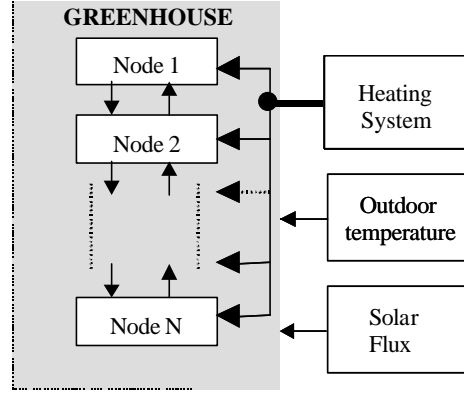 GREENHOUSE
Node 1
Node 2
Node N
Heating
System
Outdoor
temperature
Solar
Flux